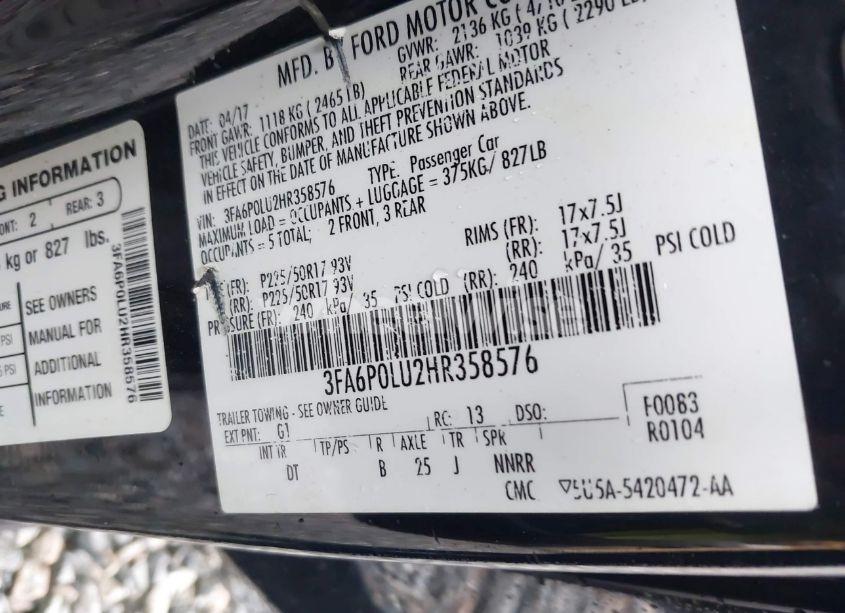 G INFORMATION
ONT: 2 REAR: 3
kg or 827 lbs.
SEE OWNERS
MANUAL FOR
ADDITIONAL
INFORMATION
PSI
PSI
3FA6P0LU2HR358576
MFD. BY FORD MOTOR CO
DATE: 04/17 GVWR: 2136 KG
FRONT GAWR: 1118 KG (2465 LB) REAR GAWR: 1039 KG (2290 LB)
THIS VEHICLE CONFORMS TO ALL APPLICABLE FEDERAL MOTOR
VEHICLE SAFETY, BUMPER, AND THEFT PREVENTION STANDARDS
IN EFFECT ON THE DATE OF MANUFACTURE SHOWN ABOVE.
VIN: 3FA6P0LU2HR358576 TYPE: Passenger Car
MAXIMUM LOAD = OCCUPANTS + LUGGAGE = 375KG/ 827LB
OCCUPANTS = 5 TOTAL, 2 FRONT, 3 REAR
(FR): P225/50R17 93V RIMS (FR): 17x7.5J
(RR): P225/50R17 93V (RR): 17x7.5J
PRESSURE (FR): 240 kPa/ 35 PSI COLD (RR): 240 kPa/ 35 PSI COLD
3FA6P0LU2HR358576
TRAILER TOWING - SEE OWNER GUIDE
EXT PNT: G1 RC: 13 DSO: F0083
R0104
INT TR TP/PS R AXLE TR SPR
DT B 25 J NNRR
CMC 5U5A-5420472-AA